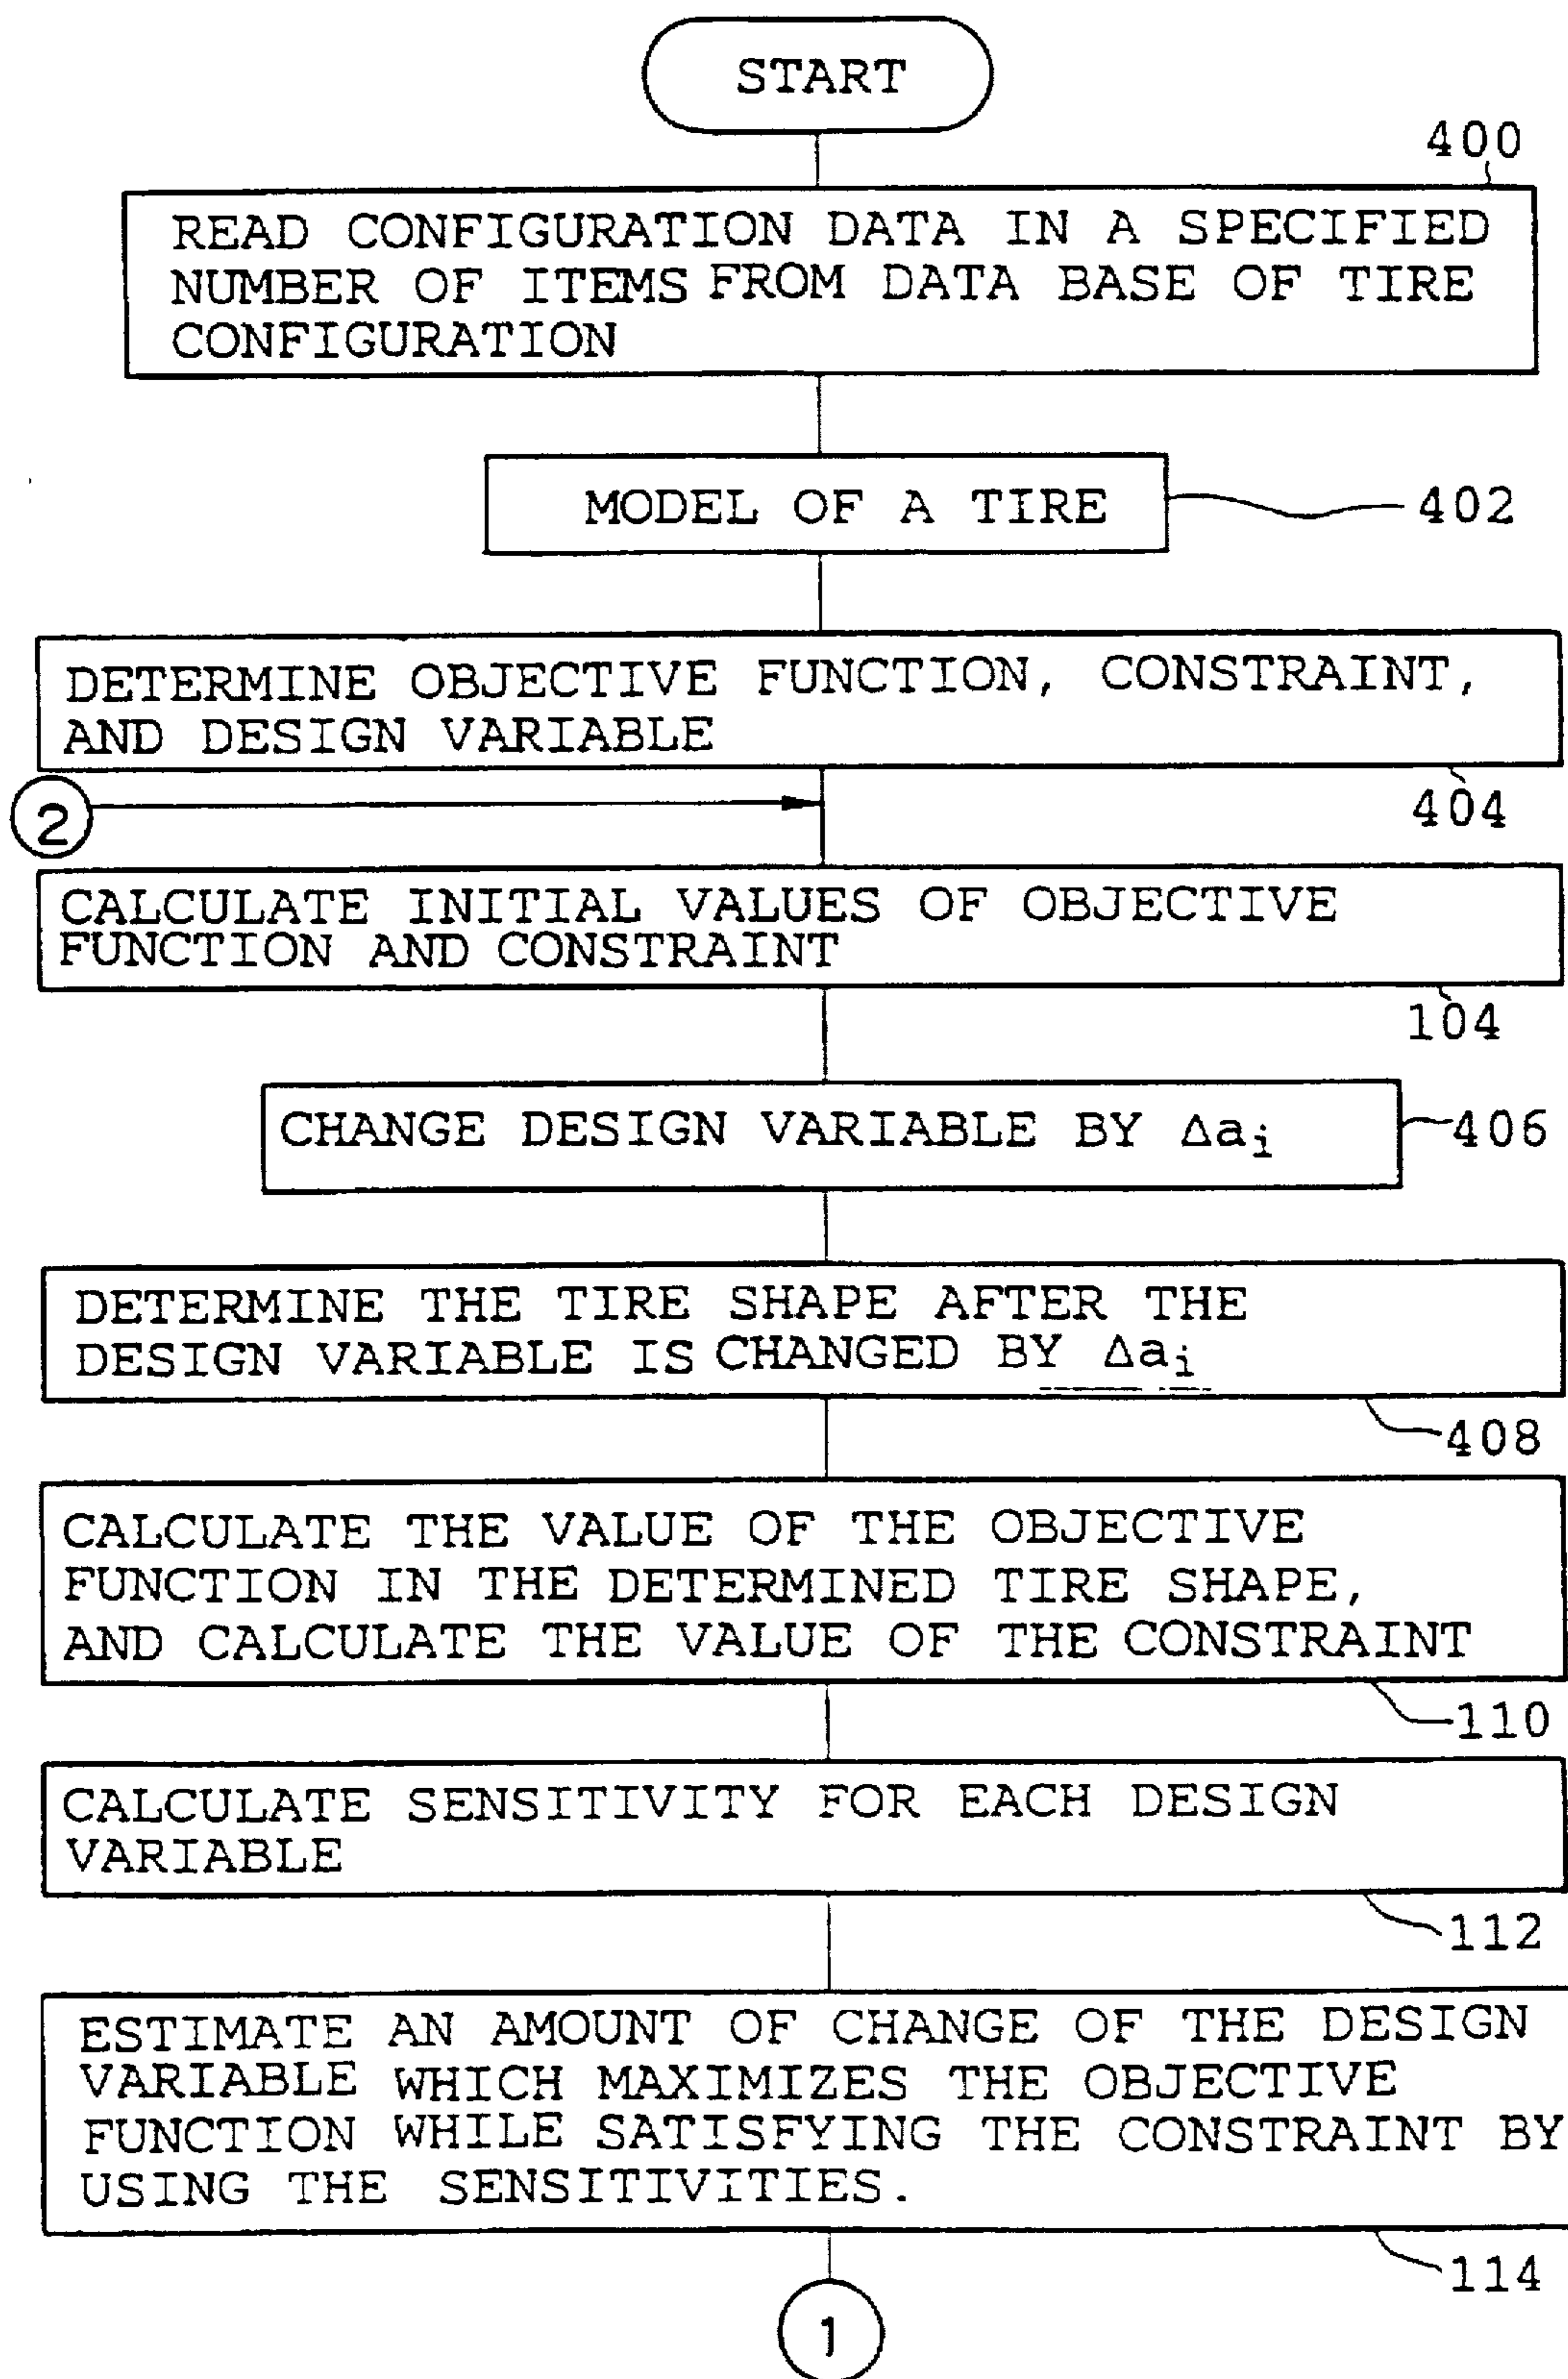 START
400
READ CONFIGURATION DATA IN A SPECIFIED
NUMBER OF ITEMS FROM DATA BASE OF TIRE
CONFIGURATION
MODEL OF A TIRE
402
DETERMINE OBJECTIVE FUNCTION, CONSTRAINT,
AND DESIGN VARIABLE
404
2
CALCULATE INITIAL VALUES OF OBJECTIVE
FUNCTION AND CONSTRAINT
104
CHANGE DESIGN VARIABLE BY Δai
406
DETERMINE THE TIRE SHAPE AFTER THE
DESIGN VARIABLE IS CHANGED BY Δai
408
CALCULATE THE VALUE OF THE OBJECTIVE
FUNCTION IN THE DETERMINED TIRE SHAPE,
AND CALCULATE THE VALUE OF THE CONSTRAINT
110
CALCULATE SENSITIVITY FOR EACH DESIGN
VARIABLE
112
ESTIMATE AN AMOUNT OF CHANGE OF THE DESIGN
VARIABLE WHICH MAXIMIZES THE OBJECTIVE
FUNCTION WHILE SATISFYING THE CONSTRAINT BY
USING THE SENSITIVITIES.
114
1